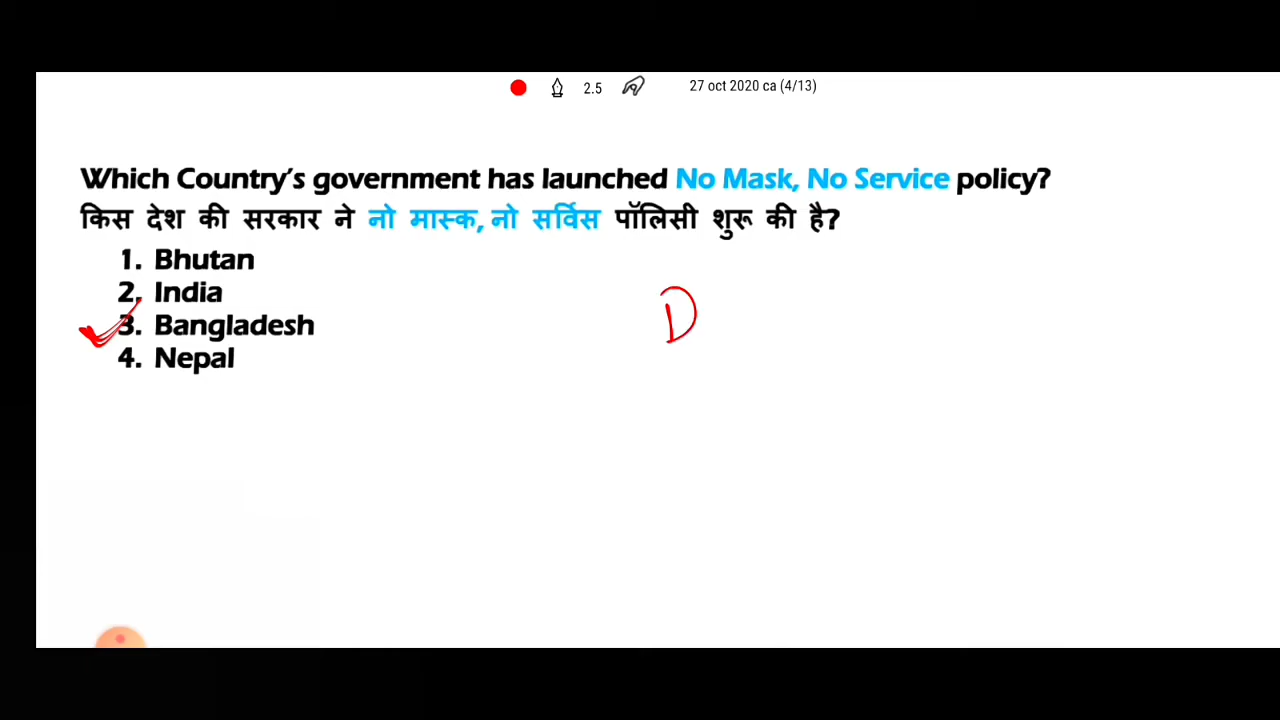 2.5 27 oct 2020 ca (4/13)
Which Country's government has launched No Mask, No Service policy?
किस देश की सरकार ने नो मास्क, नो सर्विस पॉलिसी शुरू की है?
1. Bhutan
2. India
3. Bangladesh
4. Nepal
D